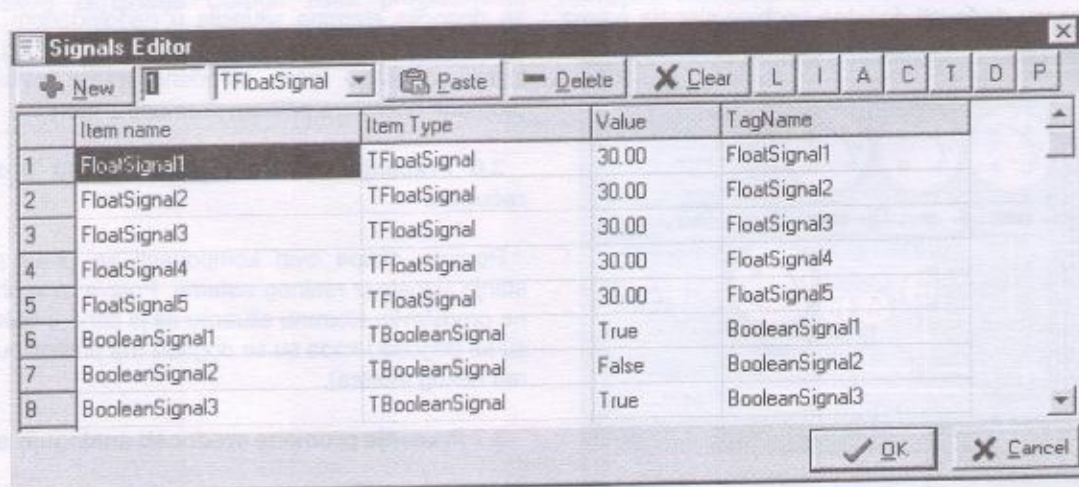 Signals Editor
New 1 TFloatSignal Paste Delete Clear L I A C T D P
Item name Item Type Value TagName
1 FloatSignal1 TFloatSignal 30.00 FloatSignal1
2 FloatSignal2 TFloatSignal 30.00 FloatSignal2
3 FloatSignal3 TFloatSignal 30.00 FloatSignal3
4 FloatSignal4 TFloatSignal 30.00 FloatSignal4
5 FloatSignal5 TFloatSignal 30.00 FloatSignal5
6 BooleanSignal1 TBooleanSignal True BooleanSignal1
7 BooleanSignal2 TBooleanSignal False BooleanSignal2
8 BooleanSignal3 TBooleanSignal True BooleanSignal3
OK Cancel